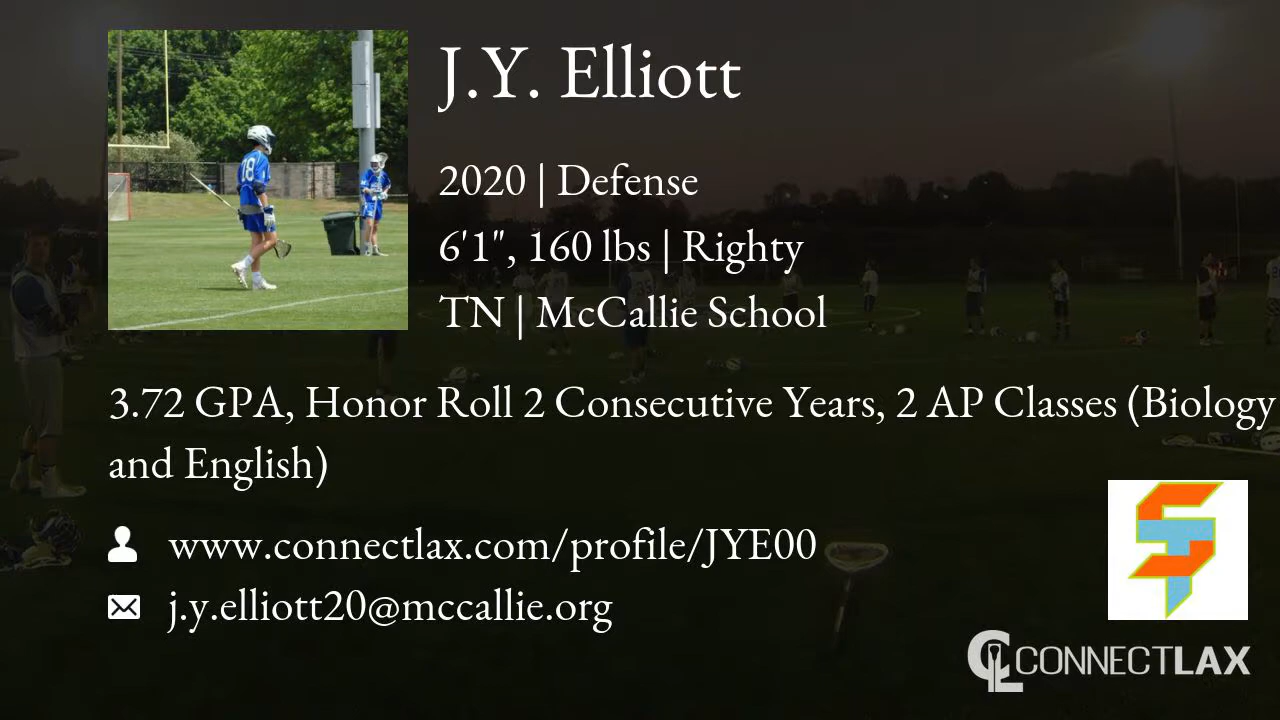 J.Y. Elliott
2020 | Defense
6'1", 160 lbs | Righty
TN | McCallie School
3.72 GPA, Honor Roll 2 Consecutive Years, 2 AP Classes (Biology
and English)
www.connectlax.com/profile/JYE00
j.y.elliott20@mccallie.org
CONNECTLAX
18